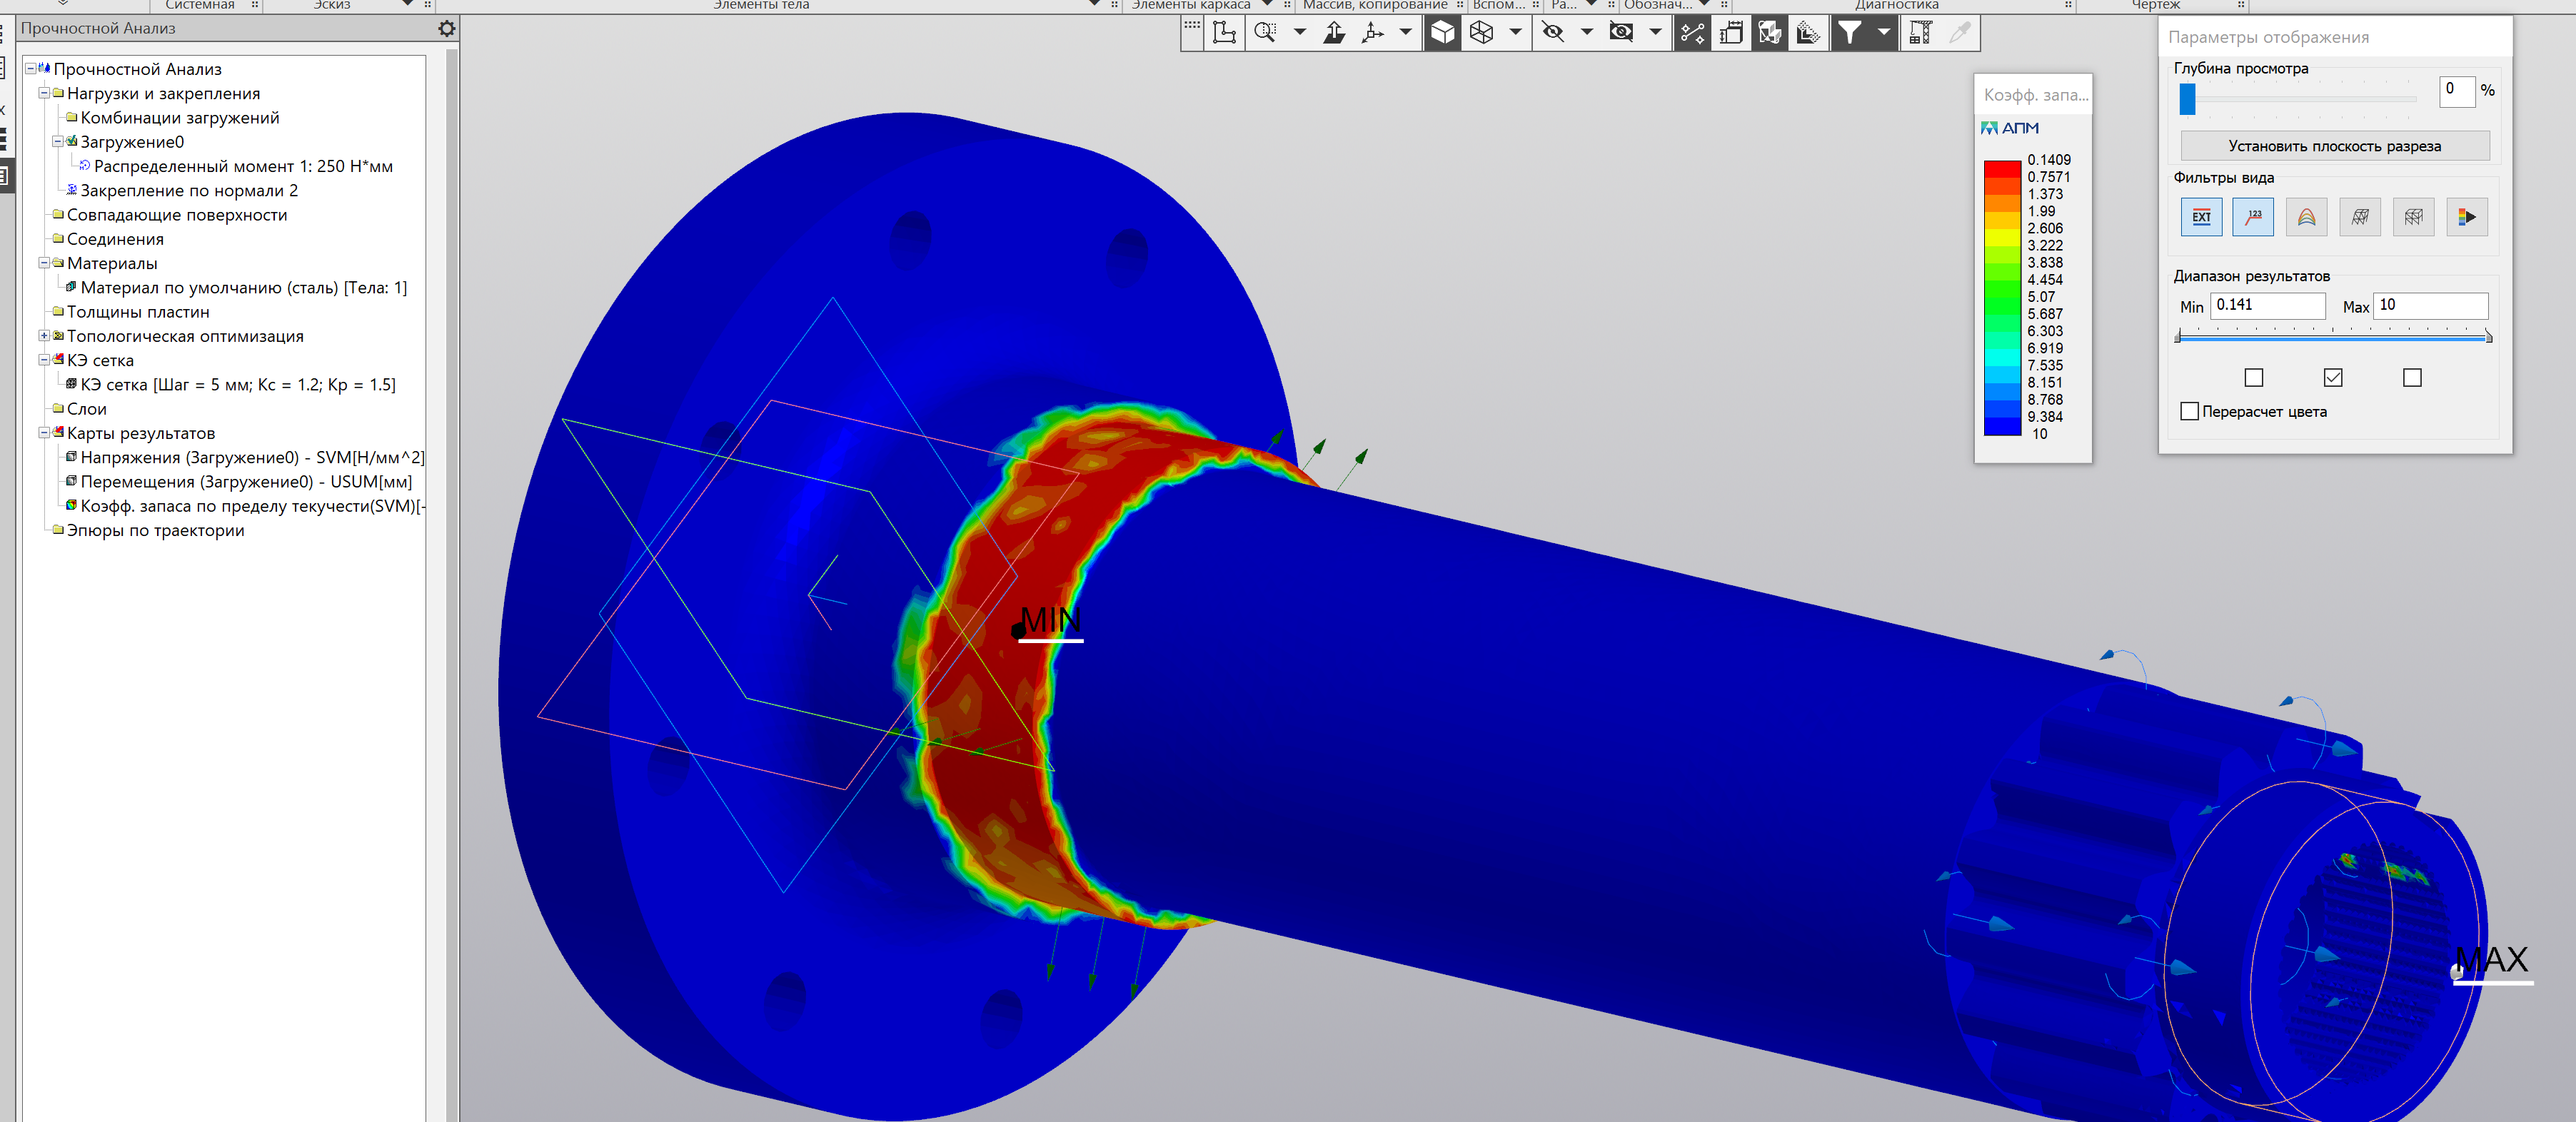 Системная
Эскиз
Элементы тела
Элементы каркаса
Массив, копирование
Вспом...
Ра...
Обознач...
Диагностика
Чертеж
Прочностной Анализ
Прочностной Анализ
Нагрузки и закрепления
Комбинации загружений
Загружение0
Распределенный момент 1: 250 Н*мм
Закрепление по нормали 2
Совпадающие поверхности
Соединения
Материалы
Материал по умолчанию (сталь) [Тела: 1]
Толщины пластин
Топологическая оптимизация
КЭ сетка
КЭ сетка [Шаг = 5 мм; Кс = 1.2; Кр = 1.5]
Слои
Карты результатов
Напряжения (Загружение0) - SVM[Н/мм^2]
Перемещения (Загружение0) - USUM[мм]
Коэфф. запаса по пределу текучести(SVM)[-
Эпюры по траектории
MIN
MAX
Коэфф. запа...
АПМ
0.1409
0.7571
1.373
1.99
2.606
3.222
3.838
4.454
5.07
5.687
6.303
6.919
7.535
8.151
8.768
9.384
10
Параметры отображения
Глубина просмотра
0 %
Установить плоскость разреза
Фильтры вида
EXT
123
Диапазон результатов
Min 0.141 Max 10
Перерасчет цвета